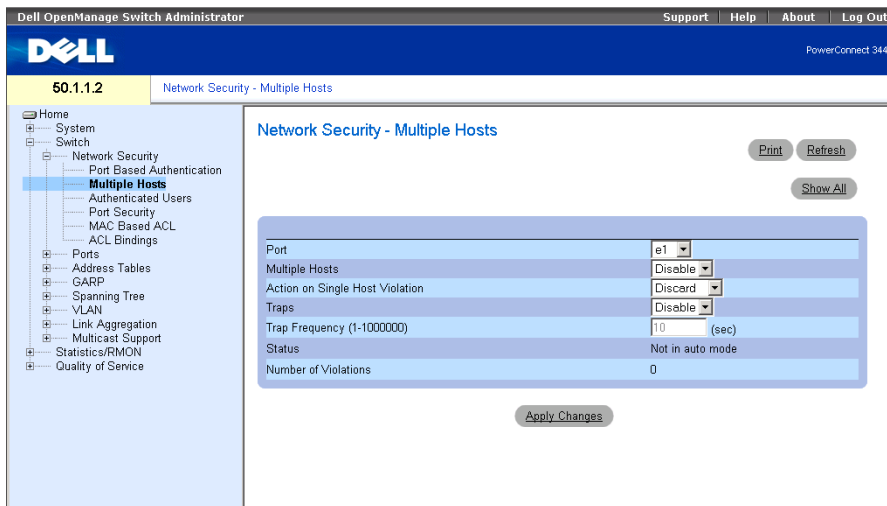 Dell OpenManage Switch Administrator
Support Help About Log Out
DELL
PowerConnect 344
50.1.1.2
Network Security - Multiple Hosts
Home
System
Switch
Network Security
Port Based Authentication
Multiple Hosts
Authenticated Users
Port Security
MAC Based ACL
ACL Bindings
Ports
Address Tables
GARP
Spanning Tree
VLAN
Link Aggregation
Multicast Support
Statistics/RMON
Quality of Service
Network Security - Multiple Hosts
Print Refresh
Show All
Port e1
Multiple Hosts Disable
Action on Single Host Violation Discard
Traps Disable
Trap Frequency (1-1000000) 10 (sec)
Status Not in auto mode
Number of Violations 0
Apply Changes